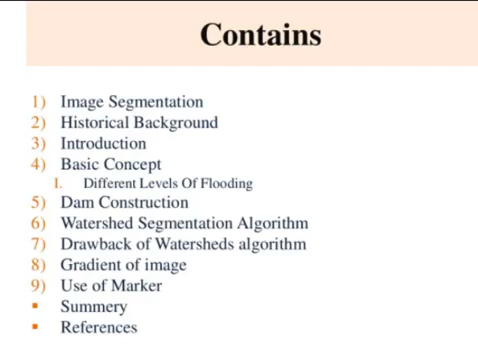 Contains
1) Image Segmentation
2) Historical Background
3) Introduction
4) Basic Concept
I. Different Levels Of Flooding
5) Dam Construction
6) Watershed Segmentation Algorithm
7) Drawback of Watersheds algorithm
8) Gradient of image
9) Use of Marker
▪ Summery
▪ References